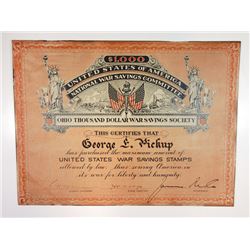 $1,000
UNITED STATES OF AMERICA
NATIONAL WAR SAVINGS COMMITTEE
OHIO THOUSAND DOLLAR WAR SAVINGS SOCIETY
THIS CERTIFIES THAT
George L. Pickup
has purchased the maximum amount of
UNITED STATES WAR SAVINGS STAMPS
allowed by law, thus serving America in
its war for liberty and humanity.